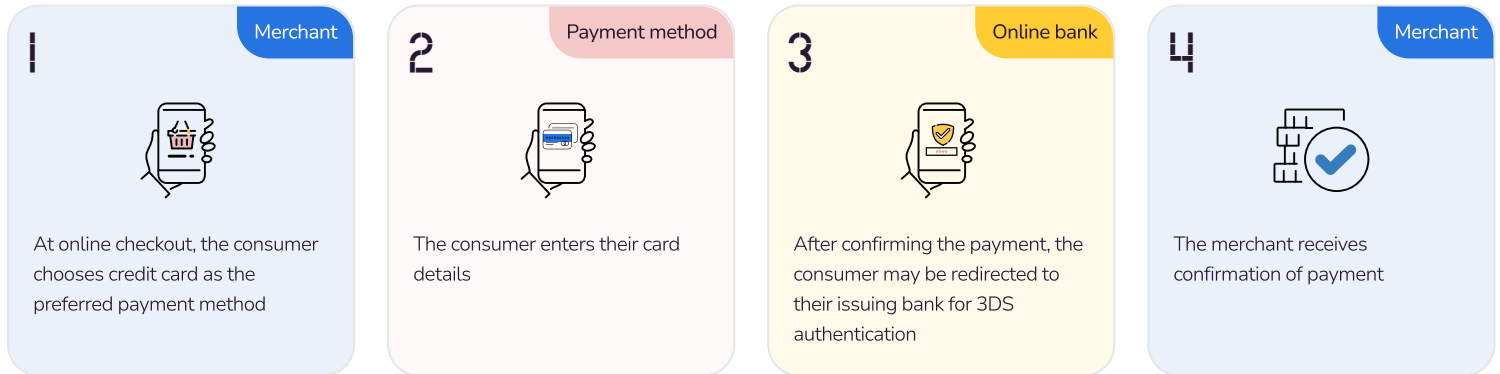 1
Merchant
At online checkout, the consumer
chooses credit card as the
preferred payment method
2
Payment method
The consumer enters their card
details
3
Online bank
After confirming the payment, the
consumer may be redirected to
their issuing bank for 3DS
authentication
4
Merchant
The merchant receives
confirmation of payment